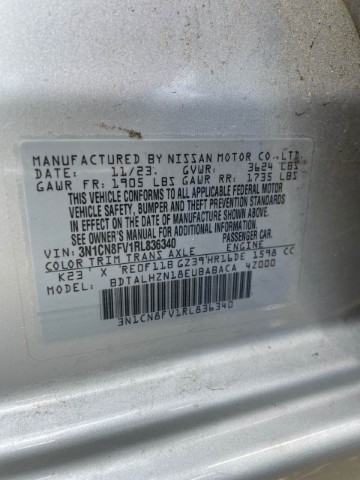 MANUFACTURED BY NISSAN MOTOR CO.,LTD.
DATE: 11/23. GVWR: 3624 LBS
GAWR FR: 1905 LBS GAWR RR: 1735 LBS
THIS VEHICLE CONFORMS TO ALL APPLICABLE FEDERAL MOTOR
VEHICLE SAFETY, BUMPER AND THEFT PREVENTION STANDARDS
IN EFFECT ON THE DATE OF MANUFACTURE SHOWN ABOVE.
SEE OWNER'S MANUAL FOR ADDITIONAL INFORMATION.
VIN: 3N1CN8FV1RL836340 PASSENGER CAR.
COLOR TRIM TRANS AXLE ENGINE
K23 X RE0F11B GZ39 HR16DE 1598 CC
MODEL: BDTALHZN18EUBABACA 42000
3N1CN8FV1RL836340